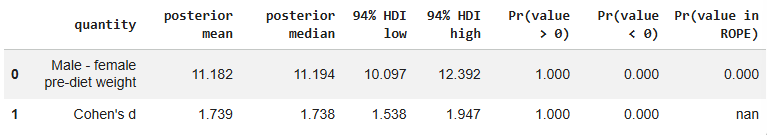 quantity posterior mean posterior median 94% HDI low 94% HDI high Pr(value > 0) Pr(value < 0) Pr(value in ROPE)
0 Male - female pre-diet weight 11.182 11.194 10.097 12.392 1.000 0.000 0.000
1 Cohen's d 1.739 1.738 1.538 1.947 1.000 0.000 nan